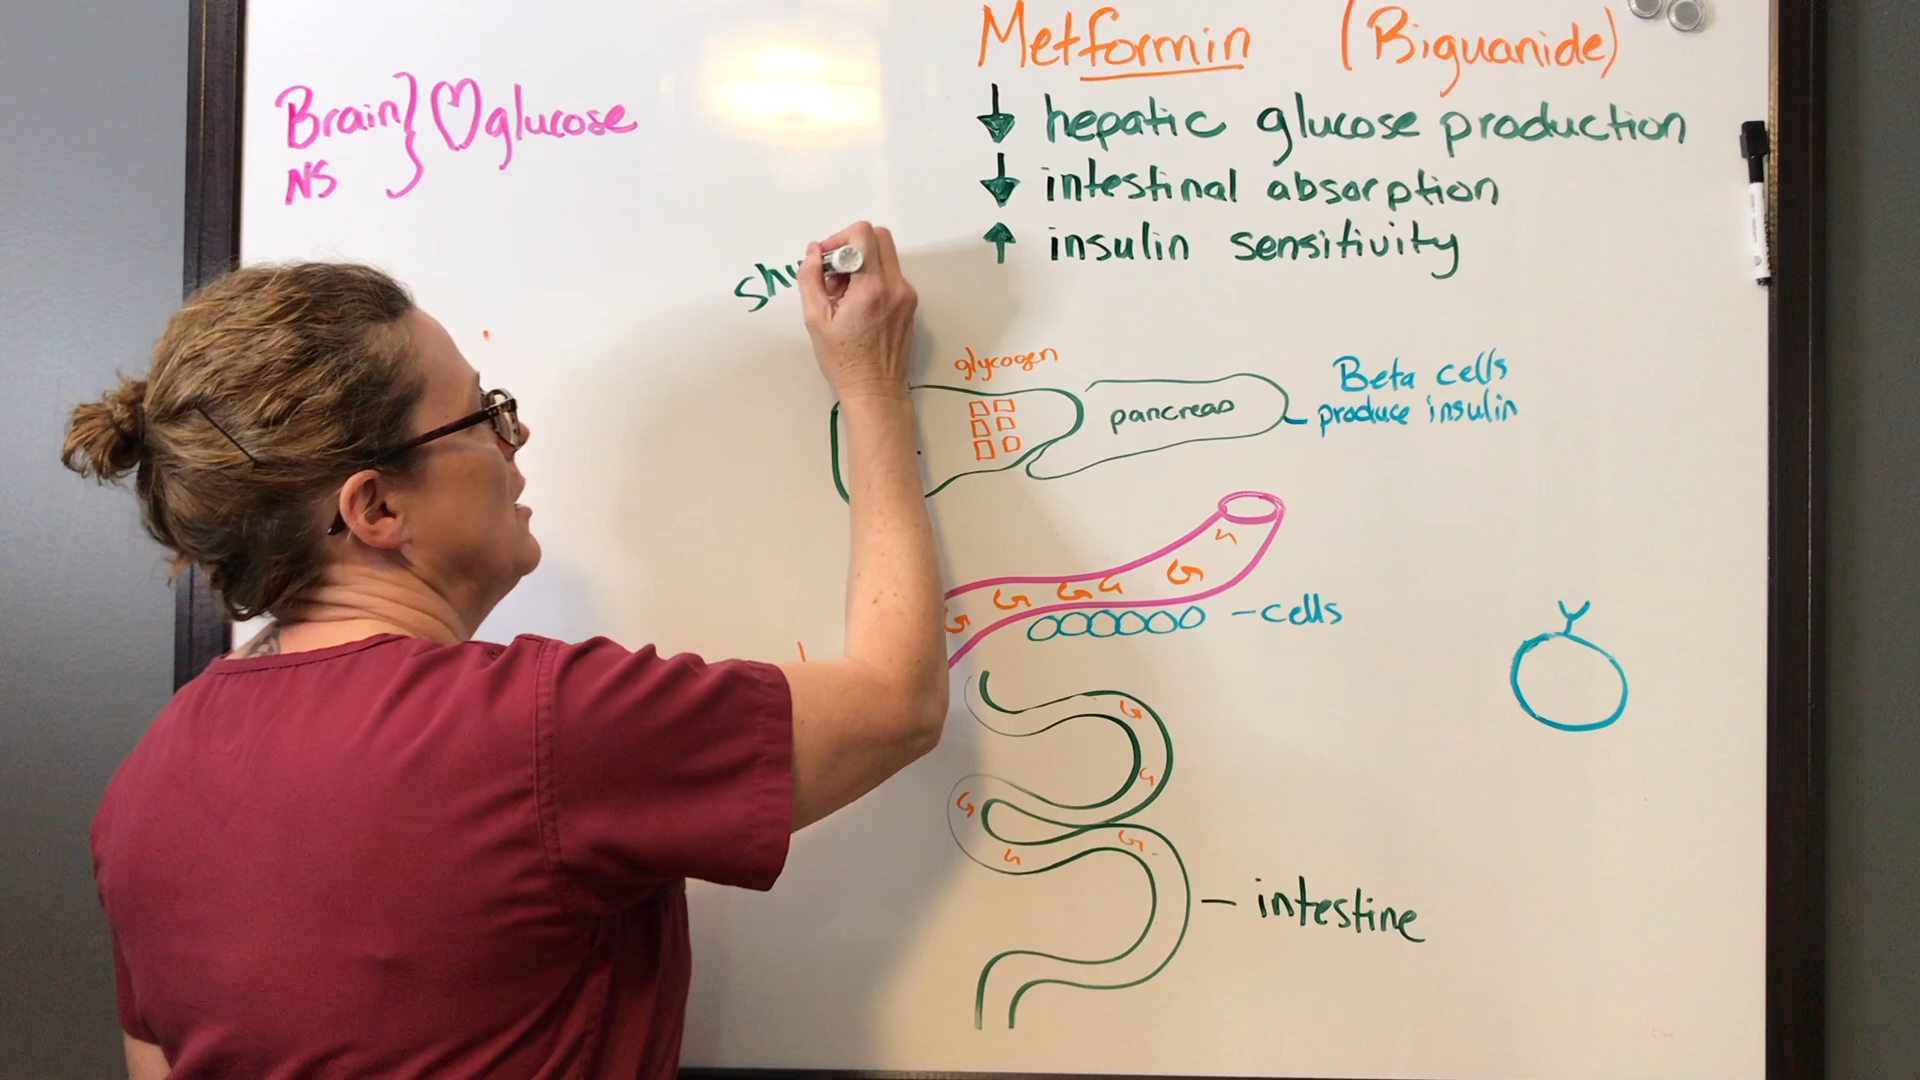 Metformin (Biguanide)
Brain } ♡ glucose
NS
↓ hepatic glucose production
↓ intestinal absorption
↑ insulin sensitivity
glycogen
pancreas
Beta cells
produce insulin
G
G G G G G
- cells
G
G
G
G
G
- intestine